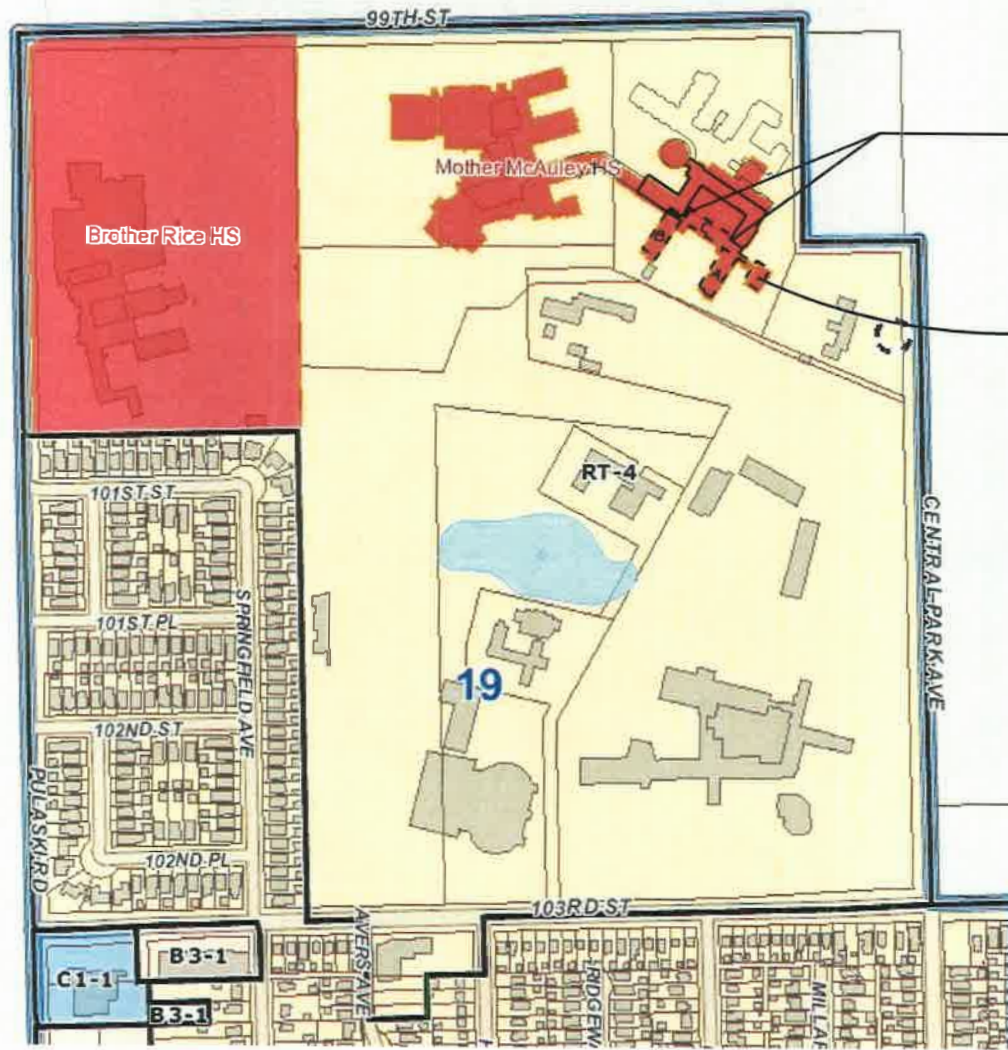 99TH ST
Mother McAuley HS
Brother Rice HS
RT-4
101ST ST
CENTRAL PARK AVE
SPRINGFIELD AVE
101ST PL
19
102ND ST
PULASKI RD
102ND PL
103RD ST
AVERS AVE
B3-1
C1-1
B3-1